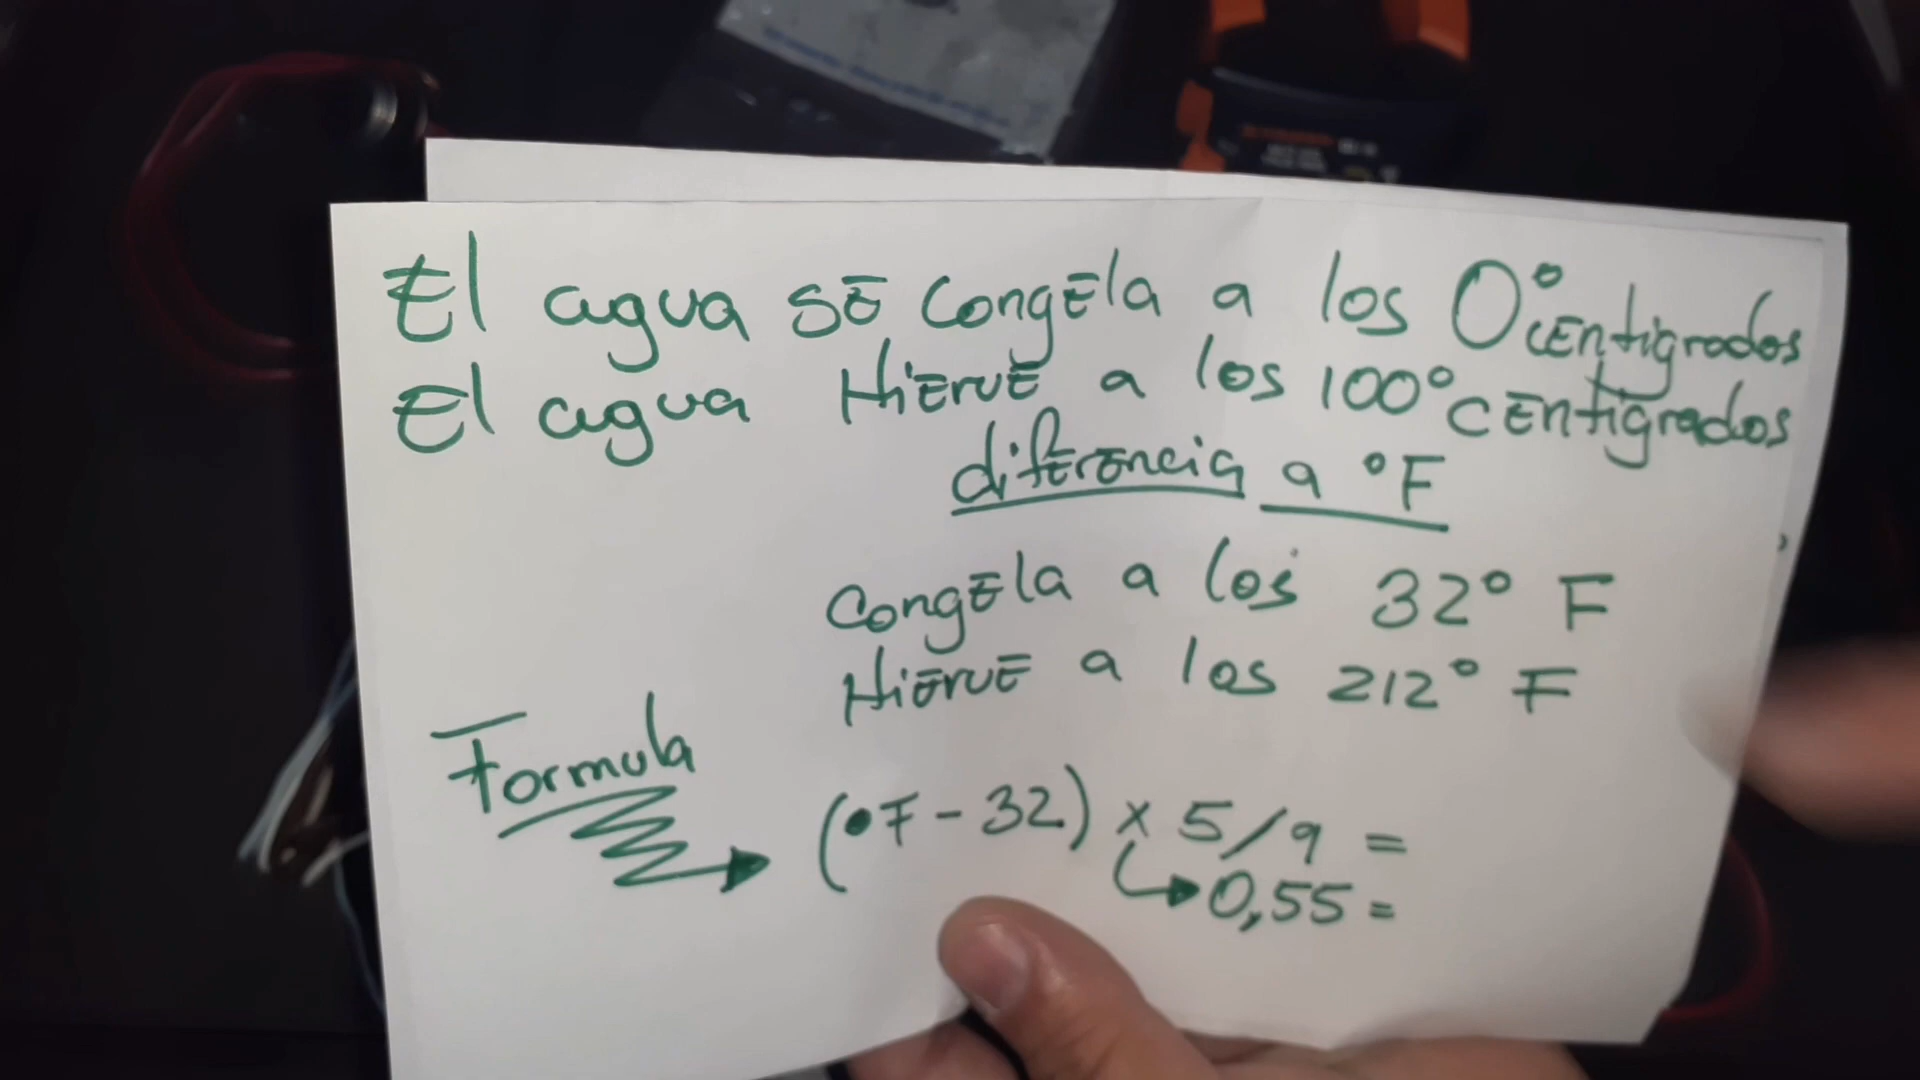 El agua se congela a los 0° centigrados
El agua Hierve a los 100° centigrados
diferencia a °F
congela a los 32° F
Hierve a los 212° F
Formula
(°F - 32) x 5/9 =
0,55 =